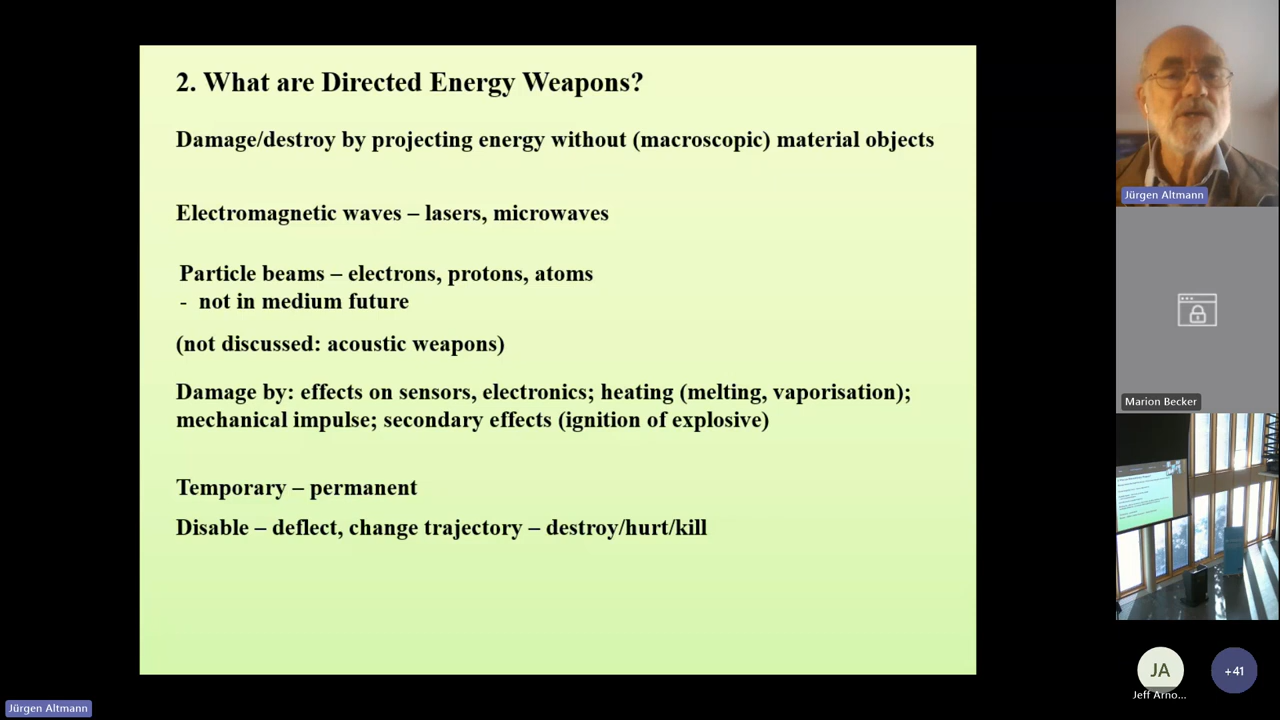 2. What are Directed Energy Weapons?
Damage/destroy by projecting energy without (macroscopic) material objects
Electromagnetic waves – lasers, microwaves
Particle beams – electrons, protons, atoms
- not in medium future
(not discussed: acoustic weapons)
Damage by: effects on sensors, electronics; heating (melting, vaporisation);
mechanical impulse; secondary effects (ignition of explosive)
Temporary – permanent
Disable – deflect, change trajectory – destroy/hurt/kill
Jürgen Altmann
Marion Becker
JA
Jeff Arno...
+41
Jürgen Altmann